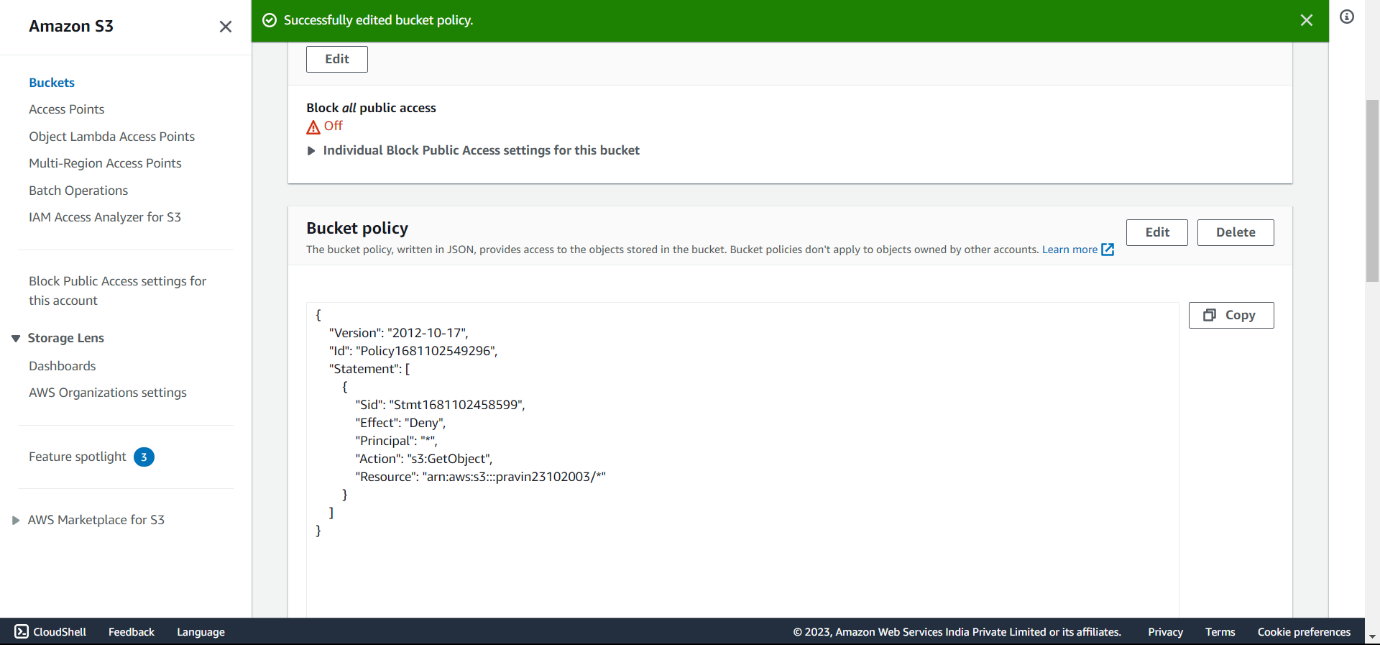 Amazon S3
Successfully edited bucket policy.
Buckets
Access Points
Object Lambda Access Points
Multi-Region Access Points
Batch Operations
IAM Access Analyzer for S3
Block Public Access settings for
this account
Storage Lens
Dashboards
AWS Organizations settings
Feature spotlight 3
AWS Marketplace for S3
Edit
Block all public access
Off
Individual Block Public Access settings for this bucket
Bucket policy
The bucket policy, written in JSON, provides access to the objects stored in the bucket. Bucket policies don't apply to objects owned by other accounts. Learn more
Edit
Delete
Copy
{
"Version": "2012-10-17",
"Id": "Policy1681102549296",
"Statement": [
{
"Sid": "Stmt1681102458599",
"Effect": "Deny",
"Principal": "*",
"Action": "s3:GetObject",
"Resource": "arn:aws:s3:::pravin23102003/*"
}
]
}
CloudShell Feedback Language © 2023, Amazon Web Services India Private Limited or its affiliates. Privacy Terms Cookie preferences